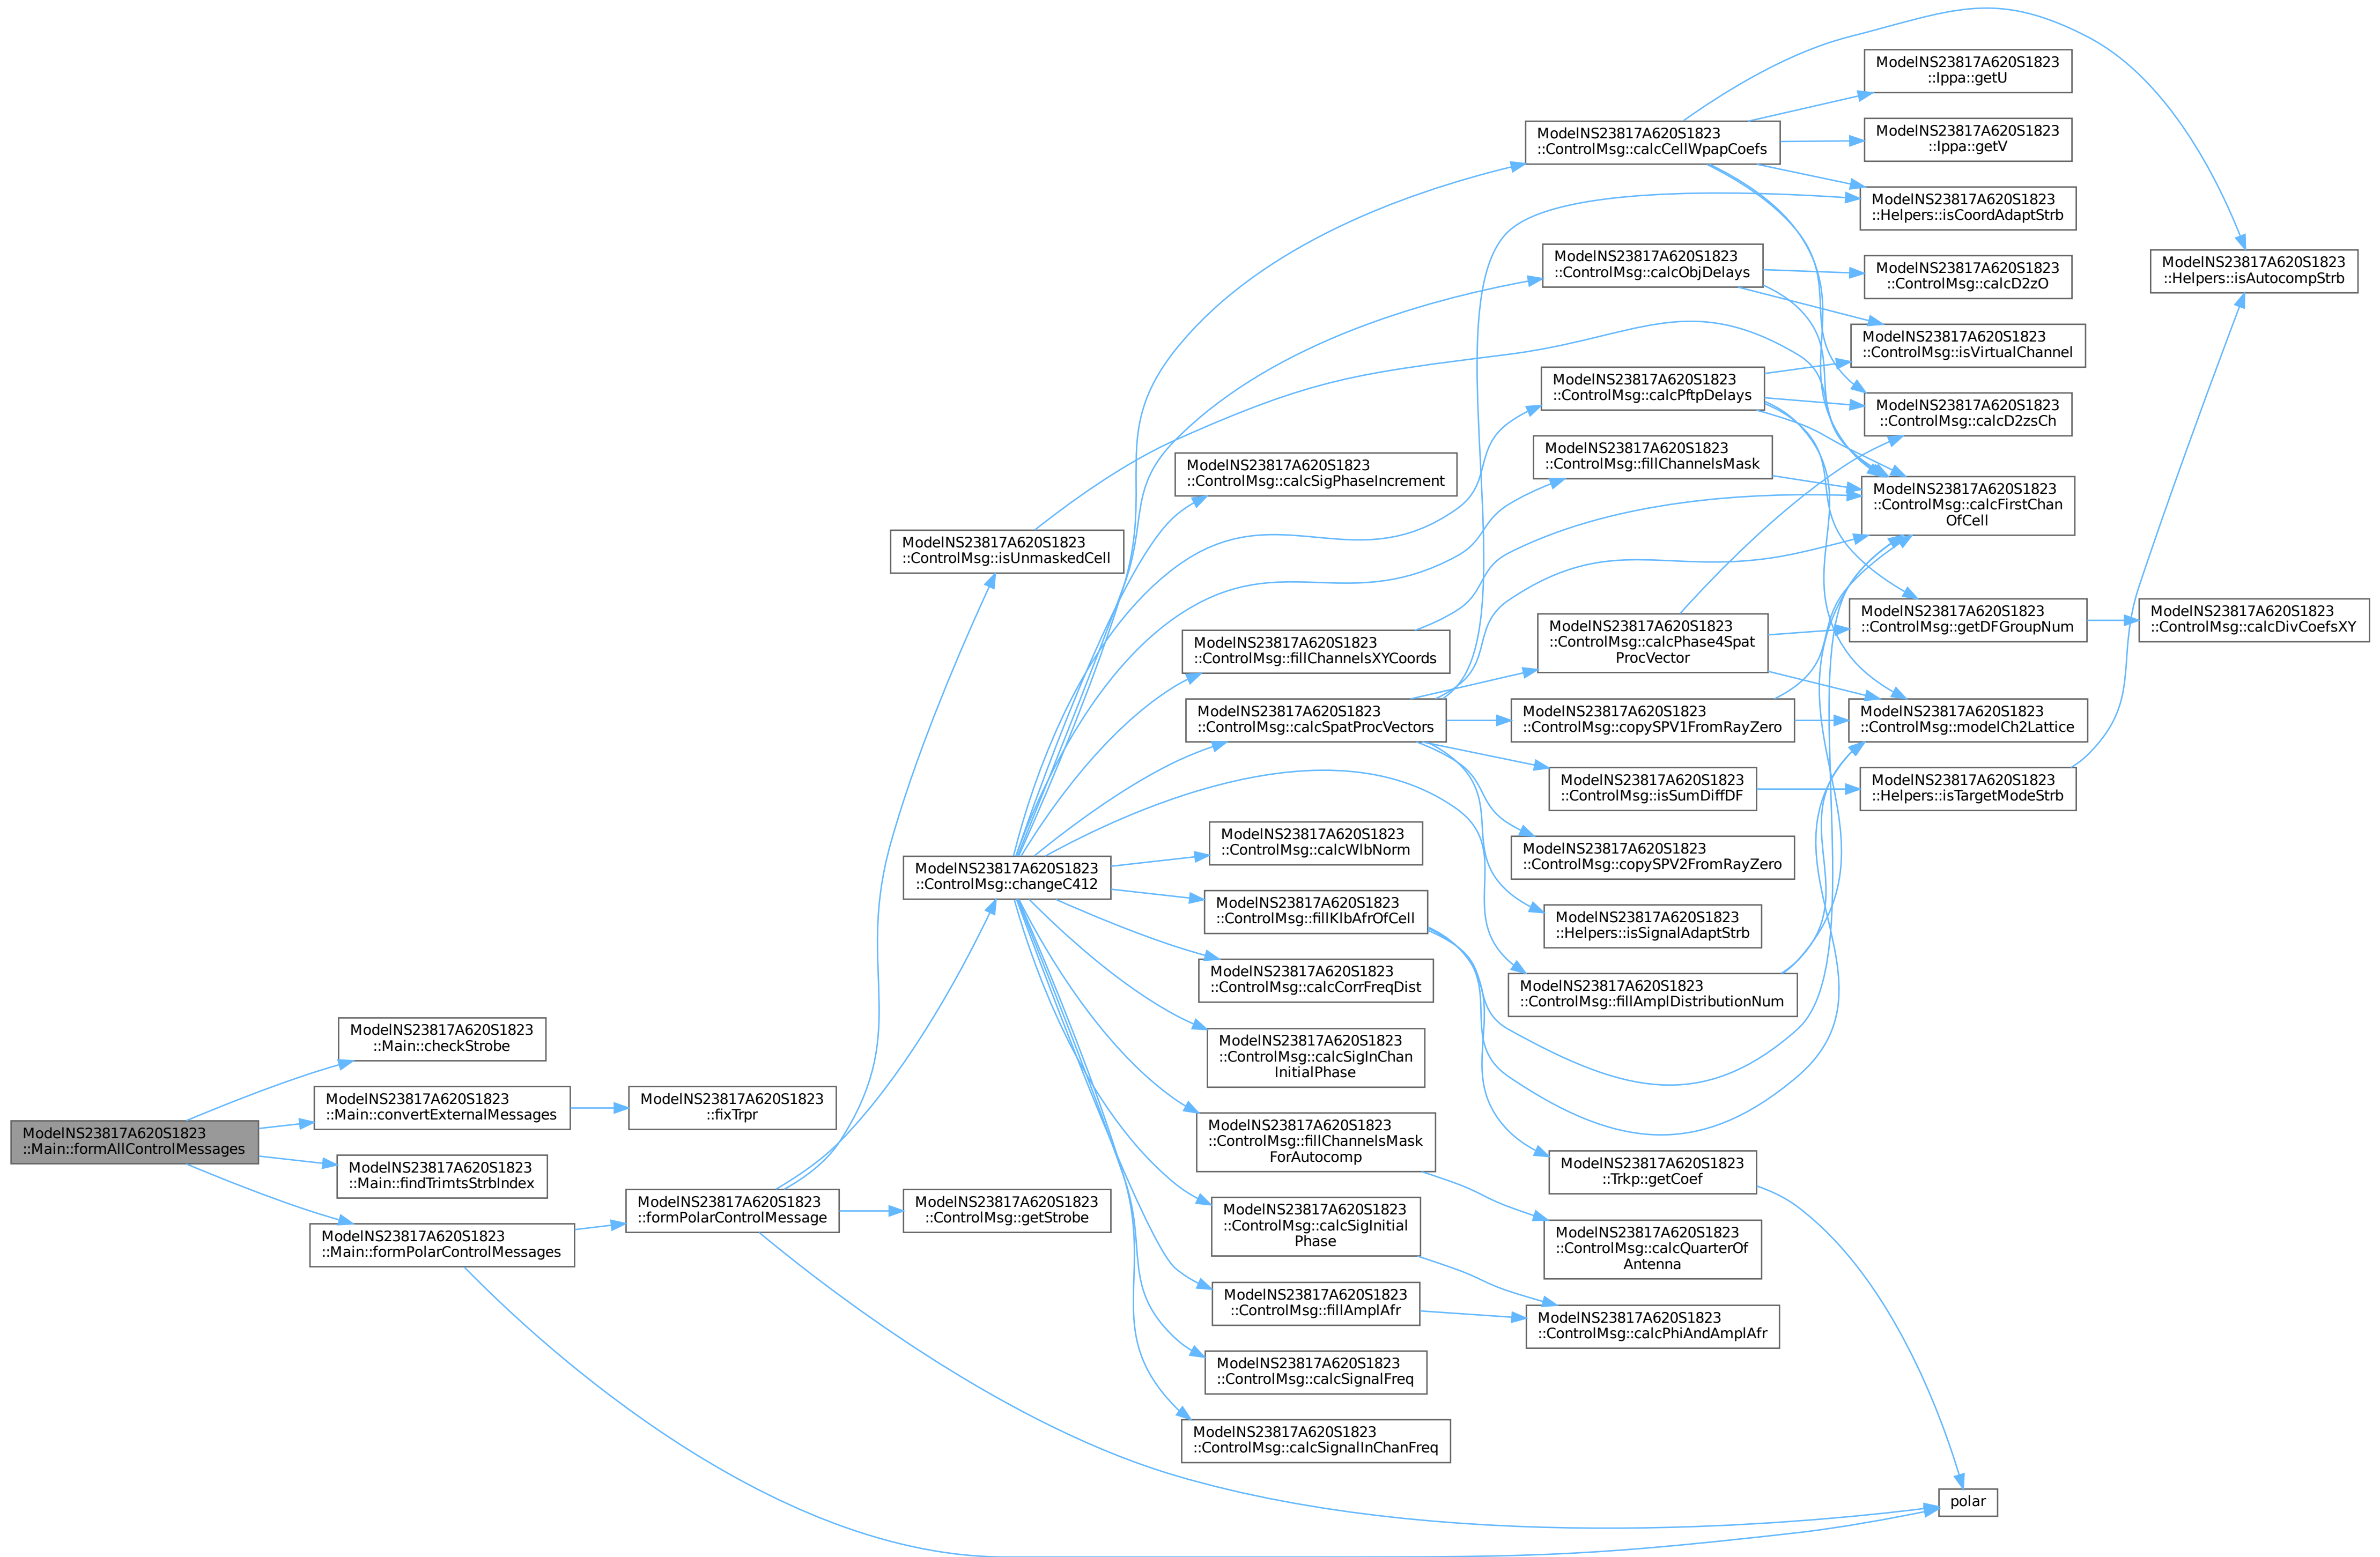 ModelNS23817A620S1823
::Main::formAllControlMessages
ModelNS23817A620S1823
::Main::checkStrobe
ModelNS23817A620S1823
::Main::convertExternalMessages
ModelNS23817A620S1823
::Main::findTrimtsStrbIndex
ModelNS23817A620S1823
::Main::formPolarControlMessages
ModelNS23817A620S1823
::fixTrpr
ModelNS23817A620S1823
::formPolarControlMessage
ModelNS23817A620S1823
::ControlMsg::isUnmaskedCell
ModelNS23817A620S1823
::ControlMsg::changeC412
ModelNS23817A620S1823
::ControlMsg::getStrobe
ModelNS23817A620S1823
::ControlMsg::calcSigPhaseIncrement
ModelNS23817A620S1823
::ControlMsg::fillChannelsXYCoords
ModelNS23817A620S1823
::ControlMsg::calcSpatProcVectors
ModelNS23817A620S1823
::ControlMsg::calcWlbNorm
ModelNS23817A620S1823
::ControlMsg::fillKlbAfrOfCell
ModelNS23817A620S1823
::ControlMsg::calcCorrFreqDist
ModelNS23817A620S1823
::ControlMsg::calcSigInChan
InitialPhase
ModelNS23817A620S1823
::ControlMsg::fillChannelsMask
ForAutocomp
ModelNS23817A620S1823
::ControlMsg::calcSigInitial
Phase
ModelNS23817A620S1823
::ControlMsg::fillAmplAfr
ModelNS23817A620S1823
::ControlMsg::calcSignalFreq
ModelNS23817A620S1823
::ControlMsg::calcSignalInChanFreq
ModelNS23817A620S1823
::ControlMsg::calcCellWpapCoefs
ModelNS23817A620S1823
::ControlMsg::calcObjDelays
ModelNS23817A620S1823
::ControlMsg::calcPftpDelays
ModelNS23817A620S1823
::ControlMsg::fillChannelsMask
ModelNS23817A620S1823
::ControlMsg::calcPhase4Spat
ProcVector
ModelNS23817A620S1823
::ControlMsg::copySPV1FromRayZero
ModelNS23817A620S1823
::ControlMsg::isSumDiffDF
ModelNS23817A620S1823
::ControlMsg::copySPV2FromRayZero
ModelNS23817A620S1823
::Helpers::isSignalAdaptStrb
ModelNS23817A620S1823
::ControlMsg::fillAmplDistributionNum
ModelNS23817A620S1823
::Trkp::getCoef
ModelNS23817A620S1823
::ControlMsg::calcQuarterOf
Antenna
ModelNS23817A620S1823
::ControlMsg::calcPhiAndAmplAfr
ModelNS23817A620S1823
::Ippa::getU
ModelNS23817A620S1823
::Ippa::getV
ModelNS23817A620S1823
::Helpers::isCoordAdaptStrb
ModelNS23817A620S1823
::ControlMsg::calcD2zO
ModelNS23817A620S1823
::ControlMsg::isVirtualChannel
ModelNS23817A620S1823
::ControlMsg::calcD2zsCh
ModelNS23817A620S1823
::ControlMsg::calcFirstChan
OfCell
ModelNS23817A620S1823
::ControlMsg::getDFGroupNum
ModelNS23817A620S1823
::ControlMsg::modelCh2Lattice
ModelNS23817A620S1823
::Helpers::isTargetModeStrb
polar
ModelNS23817A620S1823
::Helpers::isAutocompStrb
ModelNS23817A620S1823
::ControlMsg::calcDivCoefsXY